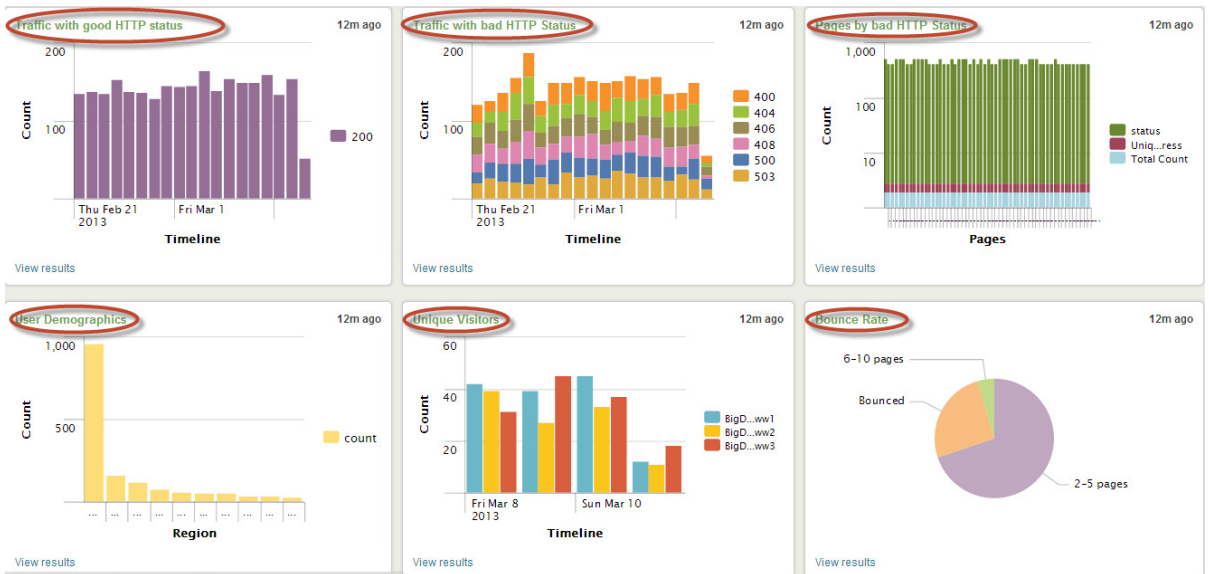 Traffic with good HTTP status
12m ago
200
100
Count
200
Thu Feb 21
2013
Fri Mar 1
Timeline
View results
Traffic with bad HTTP Status
12m ago
200
100
Count
400
404
406
408
500
503
Thu Feb 21
2013
Fri Mar 1
Timeline
View results
Pages by bad HTTP Status
12m ago
1,000
100
10
Count
status
Uniq...ress
Total Count
Pages
View results
User Demographics
12m ago
1,000
500
Count
count
... ... ... ... ... ... ... ... ... ...
Region
View results
Unique Visitors
12m ago
60
40
20
Count
BigD...ww1
BigD...ww2
BigD...ww3
Fri Mar 8
2013
Sun Mar 10
Timeline
View results
Bounce Rate
12m ago
6-10 pages
Bounced
2-5 pages
View results